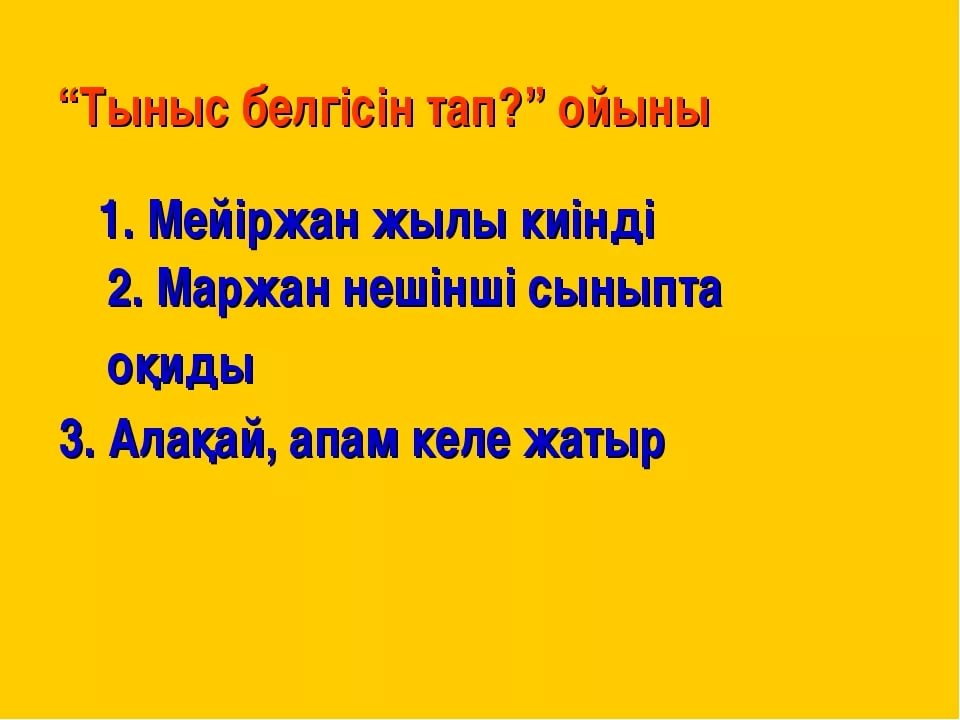 “Тыныс белгісін тап?” ойыны
1. Мейіржан жылы киінді
2. Маржан нешінші сыныпта
оқиды
3. Алақай, апам келе жатыр